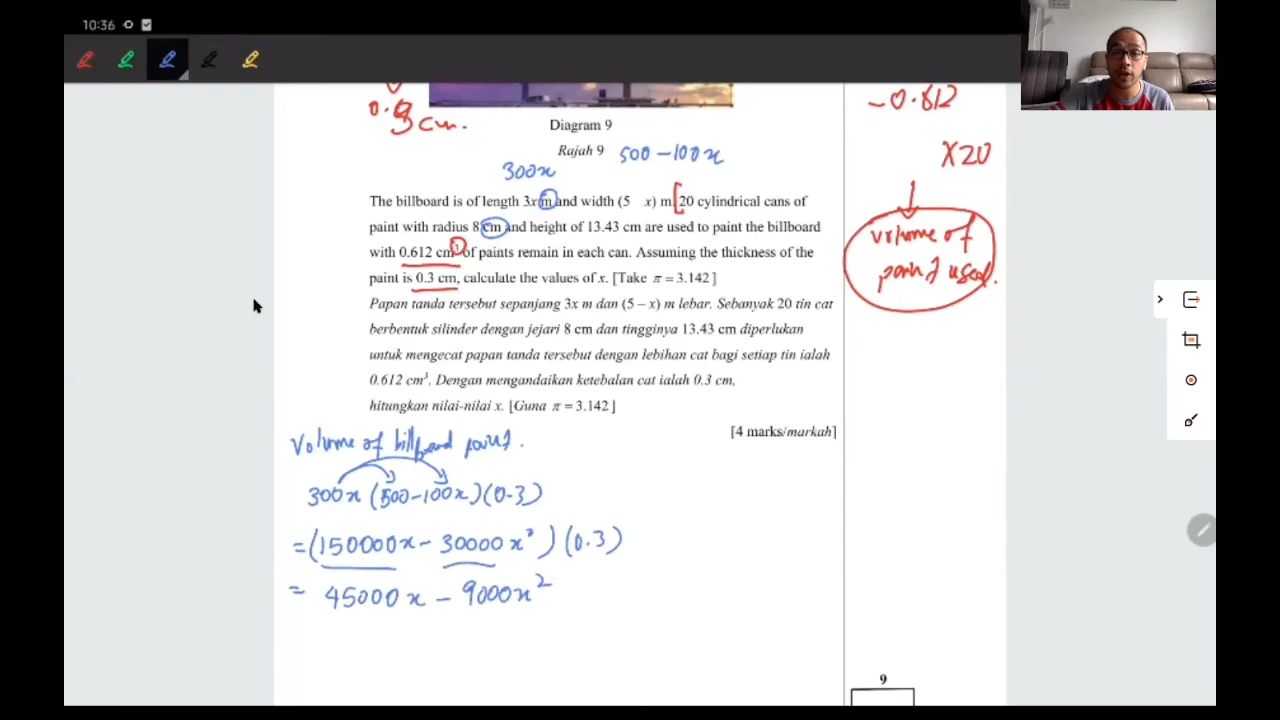 10:36
0.3cm.
-0.612
Diagram 9
Rajah 9
500-100x
X20
300x
The billboard is of length 3x m and width (5 x) m. [20 cylindrical cans of
paint with radius 8 cm and height of 13.43 cm are used to paint the billboard
with 0.612 cm³ of paints remain in each can. Assuming the thickness of the
paint is 0.3 cm, calculate the values of x. [Take π = 3.142]
volume of
paint used.
Papan tanda tersebut sepanjang 3x m dan (5 – x) m lebar. Sebanyak 20 tin cat
berbentuk silinder dengan jejari 8 cm dan tingginya 13.43 cm diperlukan
untuk mengecat papan tanda tersebut dengan lebihan cat bagi setiap tin ialah
0.612 cm³. Dengan mengandaikan ketebalan cat ialah 0.3 cm,
hitungkan nilai-nilai x. [Guna π = 3.142]
[4 marks/markah]
Volume of billboard paint.
300x (500-100x)(0.3)
=(150000x - 30000x²)(0.3)
= 45000x - 9000x²
9